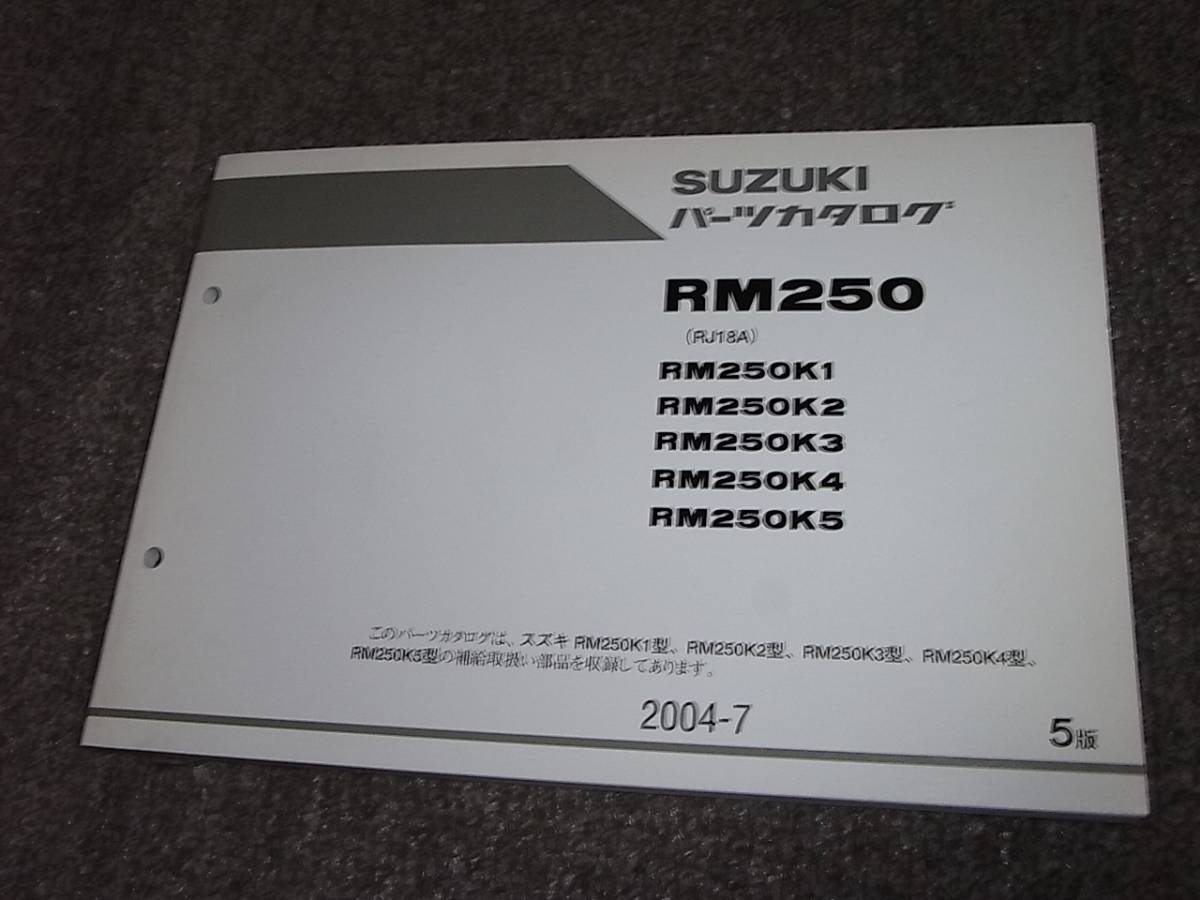 SUZUKI
パーツカタログ
RM250
(RJ18A)
RM250K1
RM250K2
RM250K3
RM250K4
RM250K5
このパーツカタログは、スズキ RM250K1型、RM250K2型、RM250K3型、RM250K4型、
RM250K5型の補給取扱い部品を収録してあります。
2004-7
5版